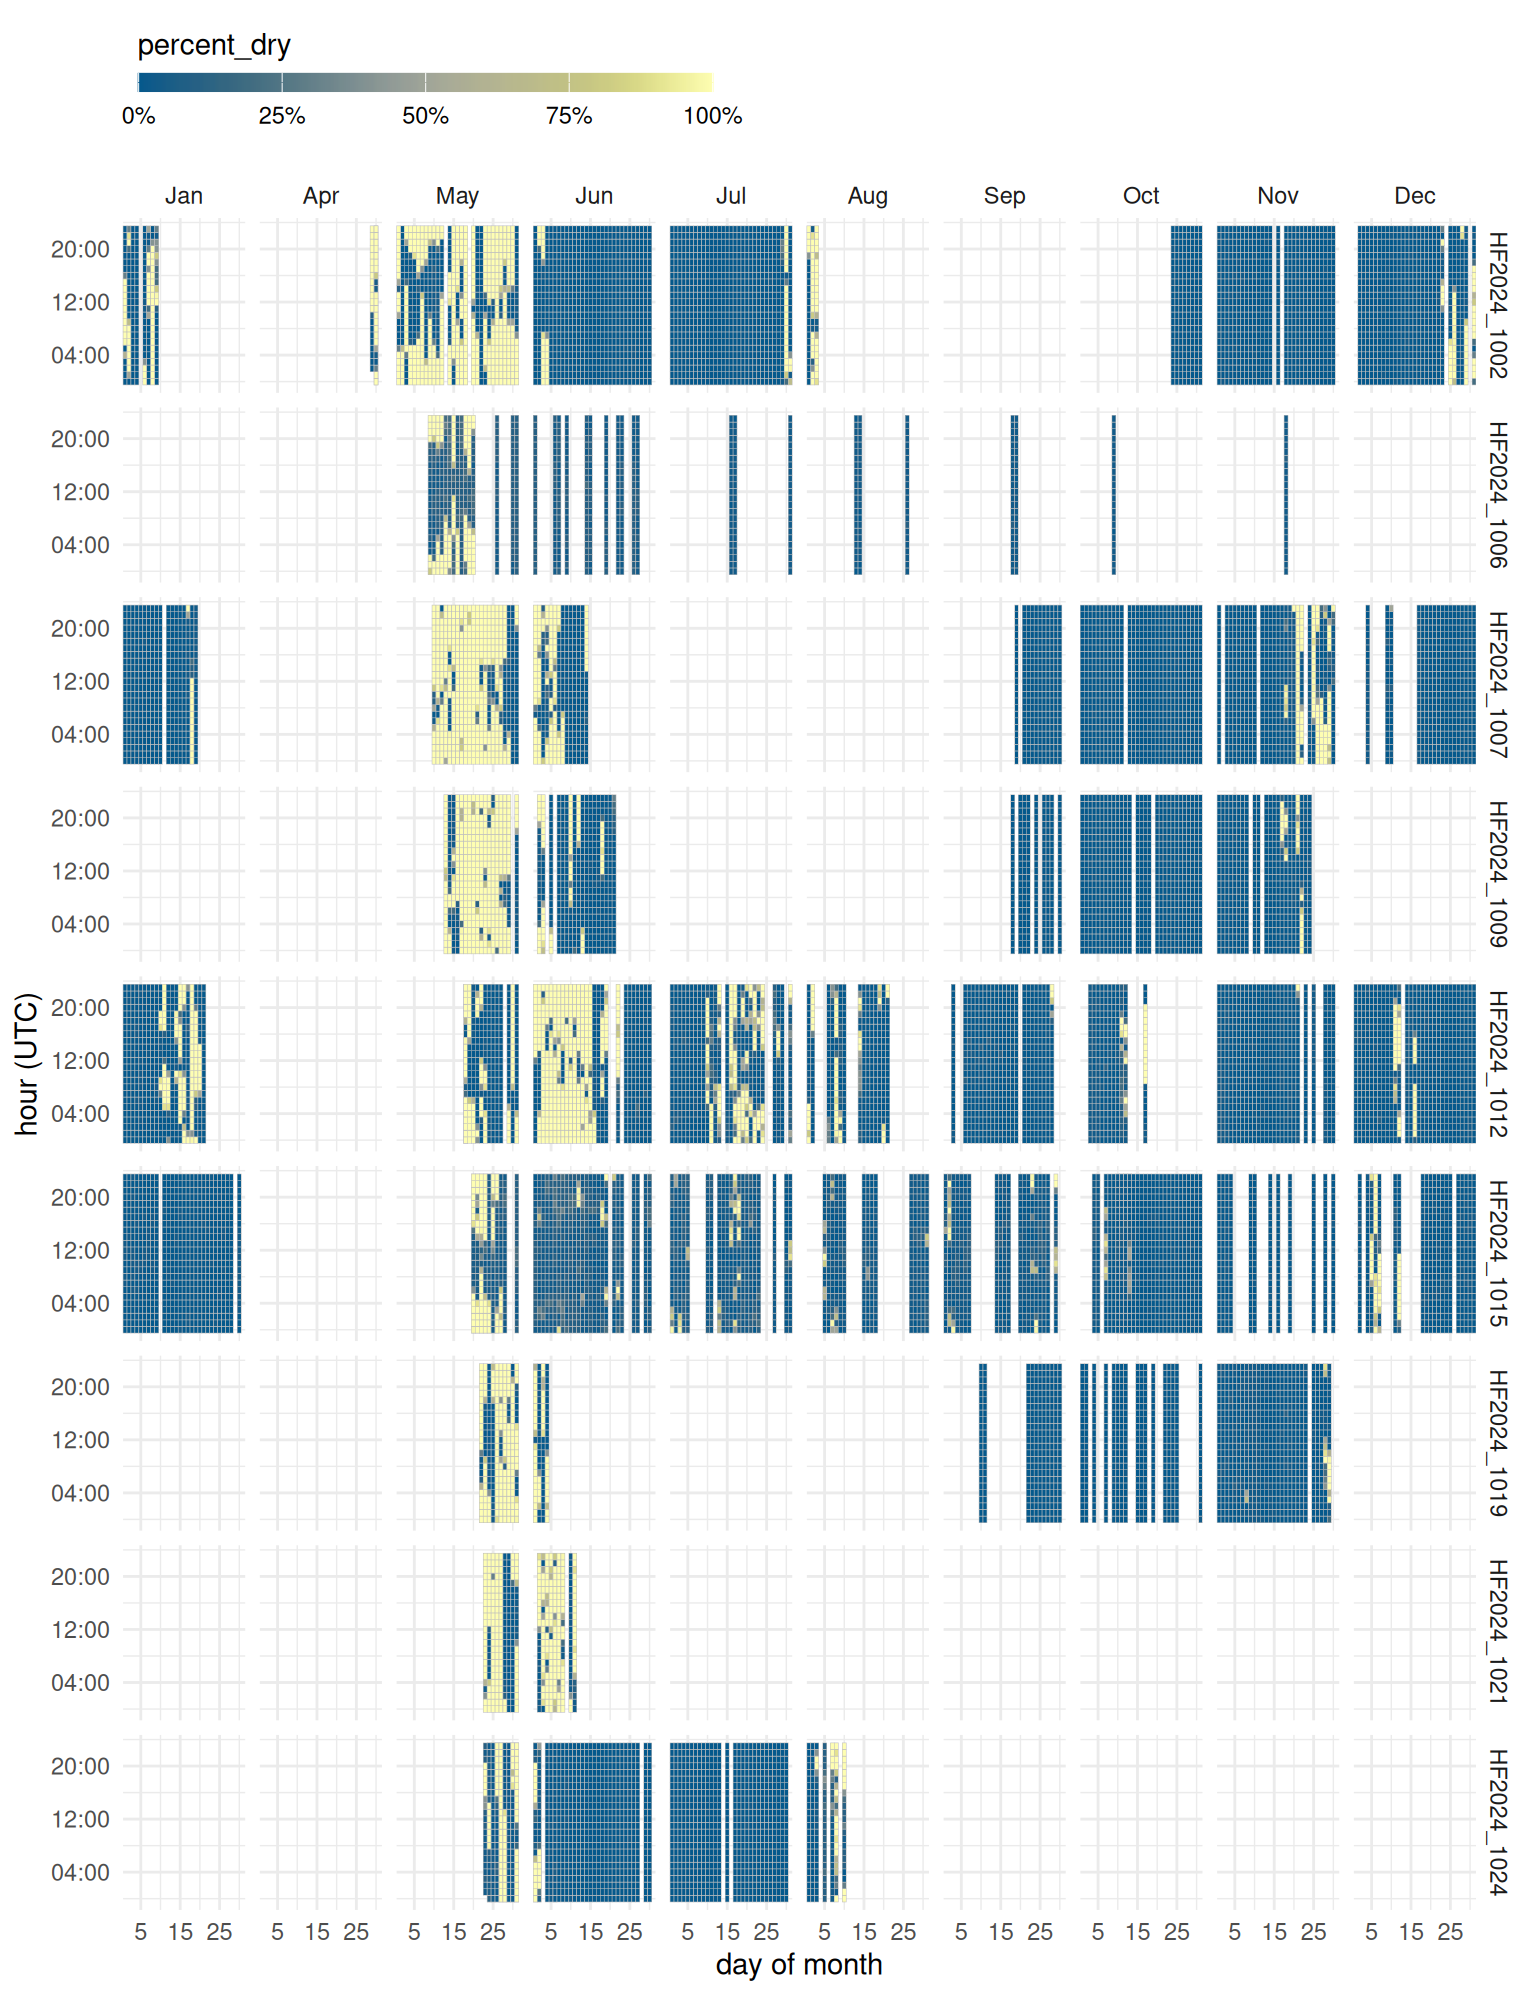 percent_dry
0% 25% 50% 75% 100%
Jan Apr May Jun Jul Aug Sep Oct Nov Dec
20:00
12:00
04:00
HF2024_1002
20:00
12:00
04:00
HF2024_1006
20:00
12:00
04:00
HF2024_1007
20:00
12:00
04:00
HF2024_1009
20:00
12:00
04:00
HF2024_1012
20:00
12:00
04:00
HF2024_1015
20:00
12:00
04:00
HF2024_1019
20:00
12:00
04:00
HF2024_1021
20:00
12:00
04:00
HF2024_1024
hour (UTC)
5 15 25 5 15 25 5 15 25 5 15 25 5 15 25 5 15 25 5 15 25 5 15 25 5 15 25 5 15 25
day of month